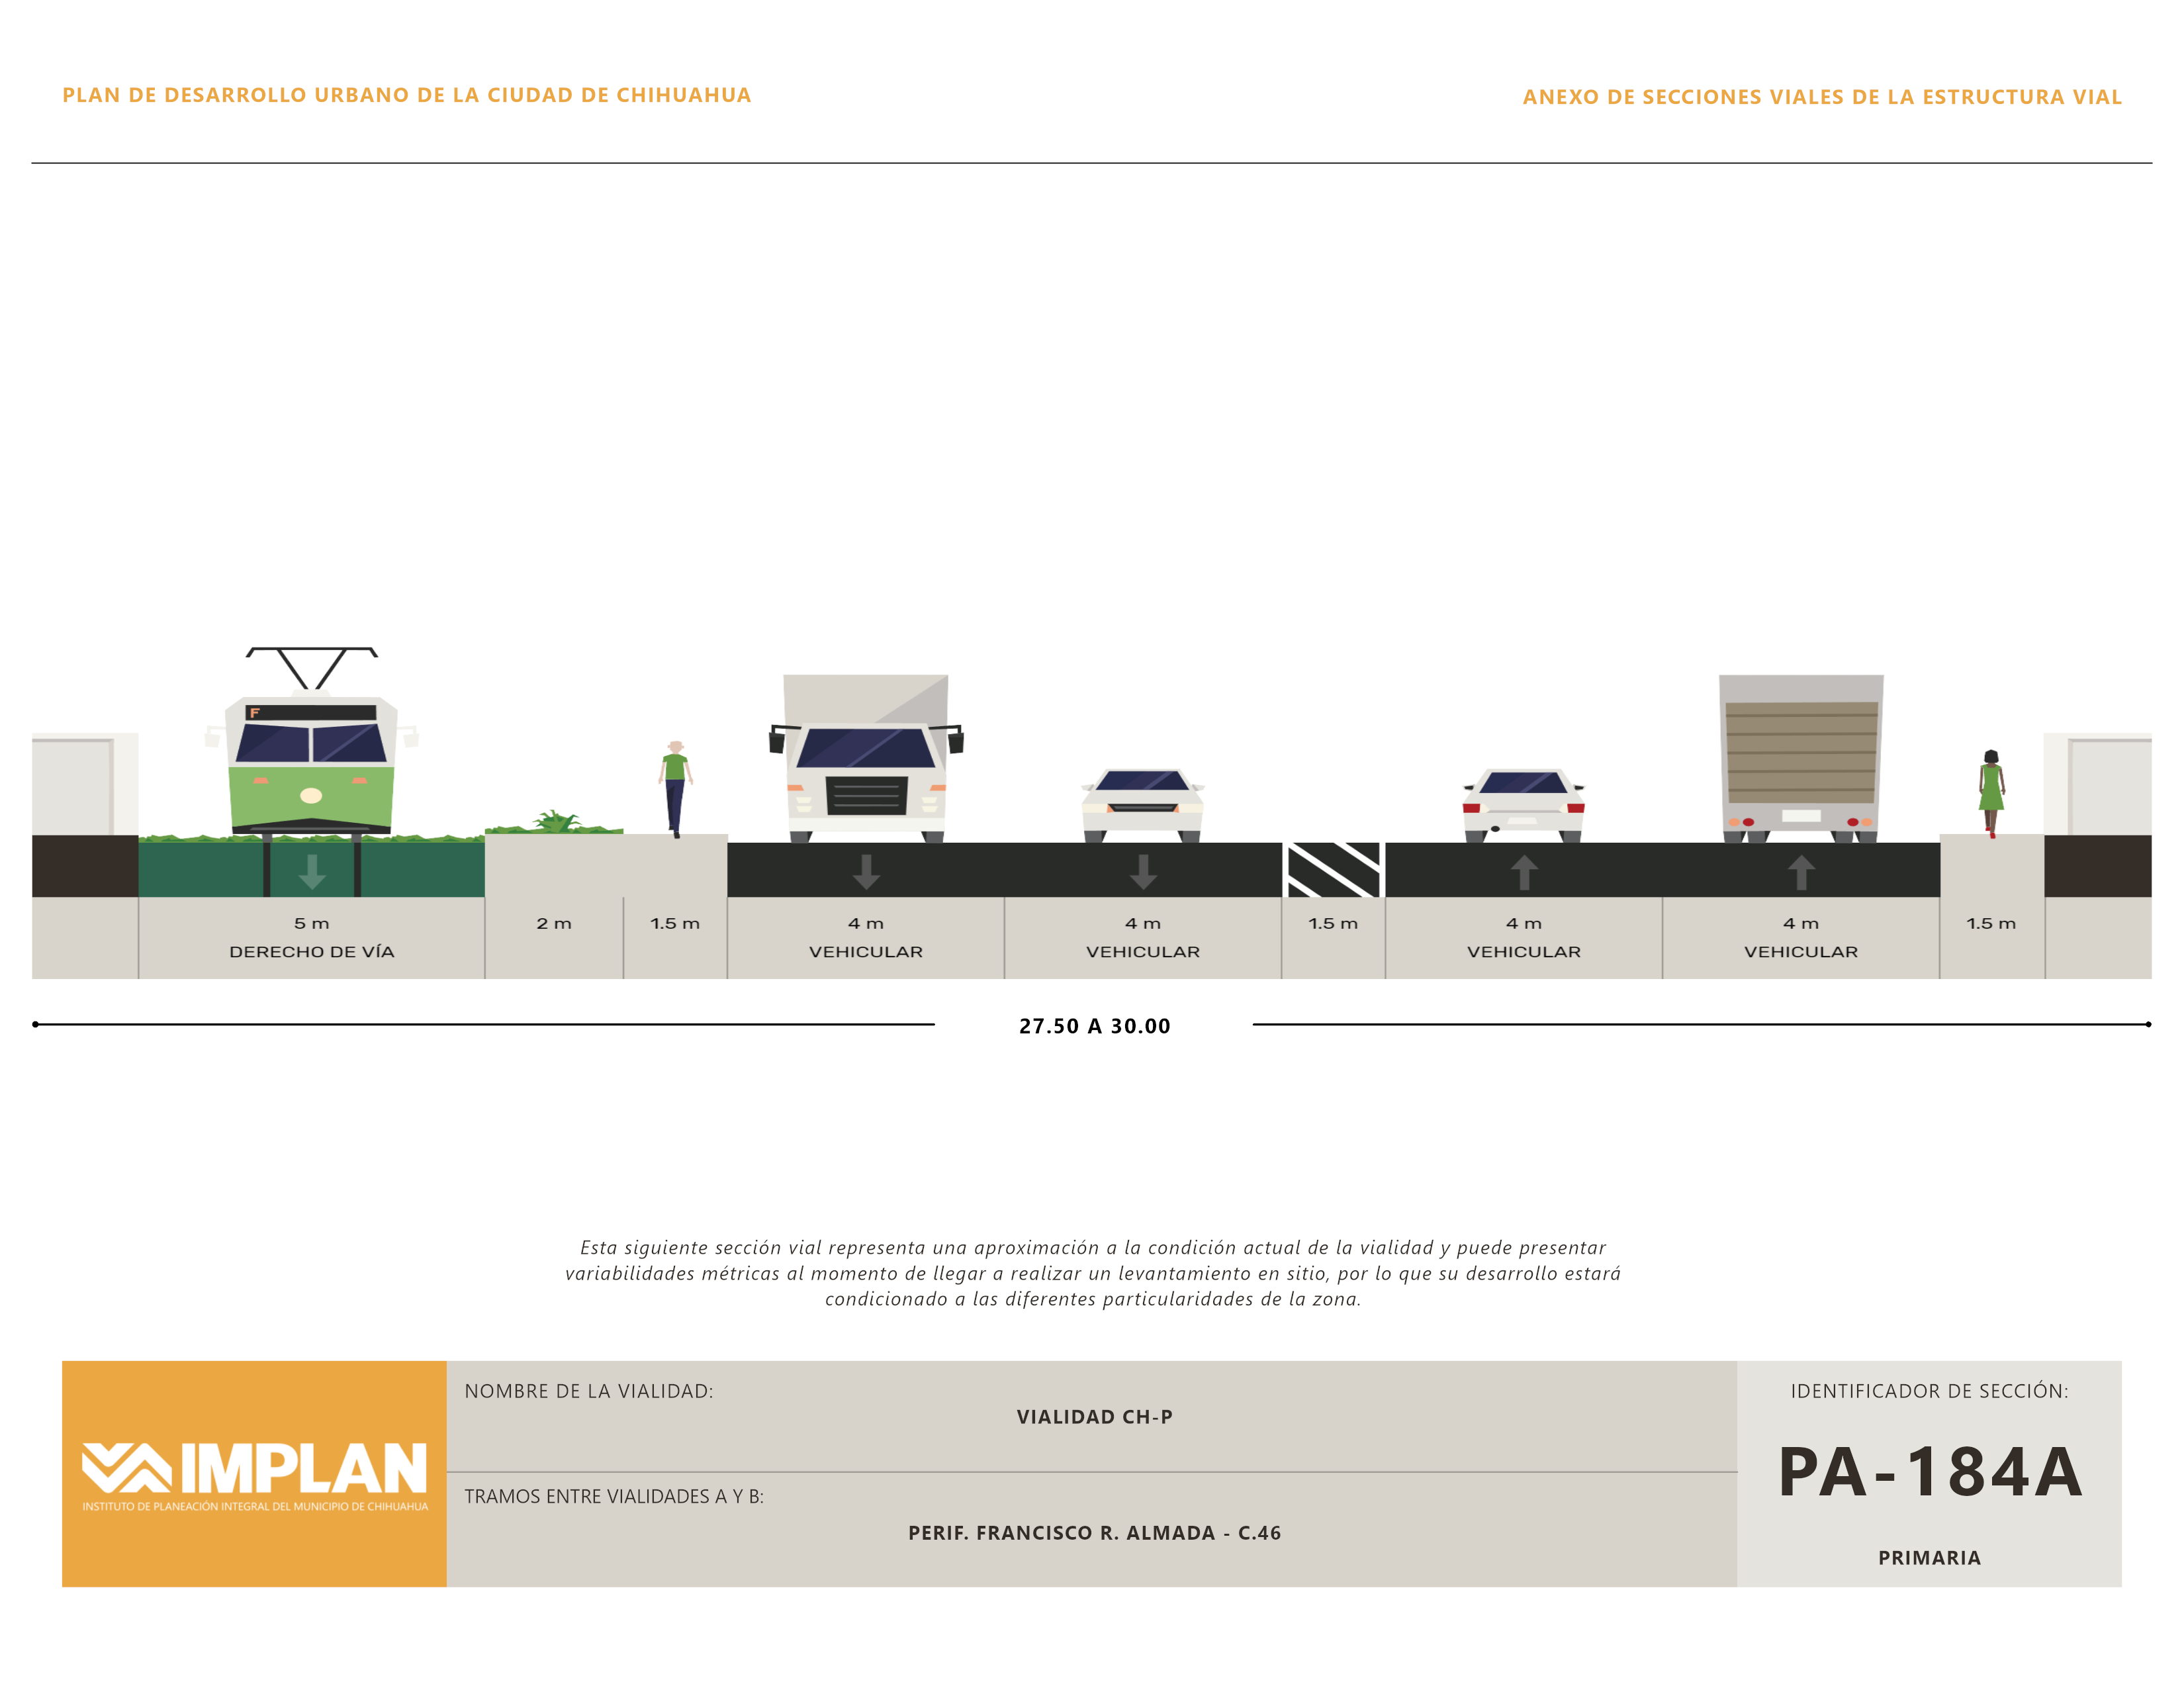 PLAN DE DESARROLLO URBANO DE LA CIUDAD DE CHIHUAHUA
ANEXO DE SECCIONES VIALES DE LA ESTRUCTURA VIAL
F
5 m
DERECHO DE VÍA
2 m
1.5 m
4 m
VEHICULAR
4 m
VEHICULAR
1.5 m
4 m
VEHICULAR
4 m
VEHICULAR
1.5 m
27.50 A 30.00
Esta siguiente sección vial representa una aproximación a la condición actual de la vialidad y puede presentar
variabilidades métricas al momento de llegar a realizar un levantamiento en sitio, por lo que su desarrollo estará
condicionado a las diferentes particularidades de la zona.
IMPLAN
INSTITUTO DE PLANEACIÓN INTEGRAL DEL MUNICIPIO DE CHIHUAHUA
NOMBRE DE LA VIALIDAD:
VIALIDAD CH-P
TRAMOS ENTRE VIALIDADES A Y B:
PERIF. FRANCISCO R. ALMADA - C.46
IDENTIFICADOR DE SECCIÓN:
PA-184A
PRIMARIA